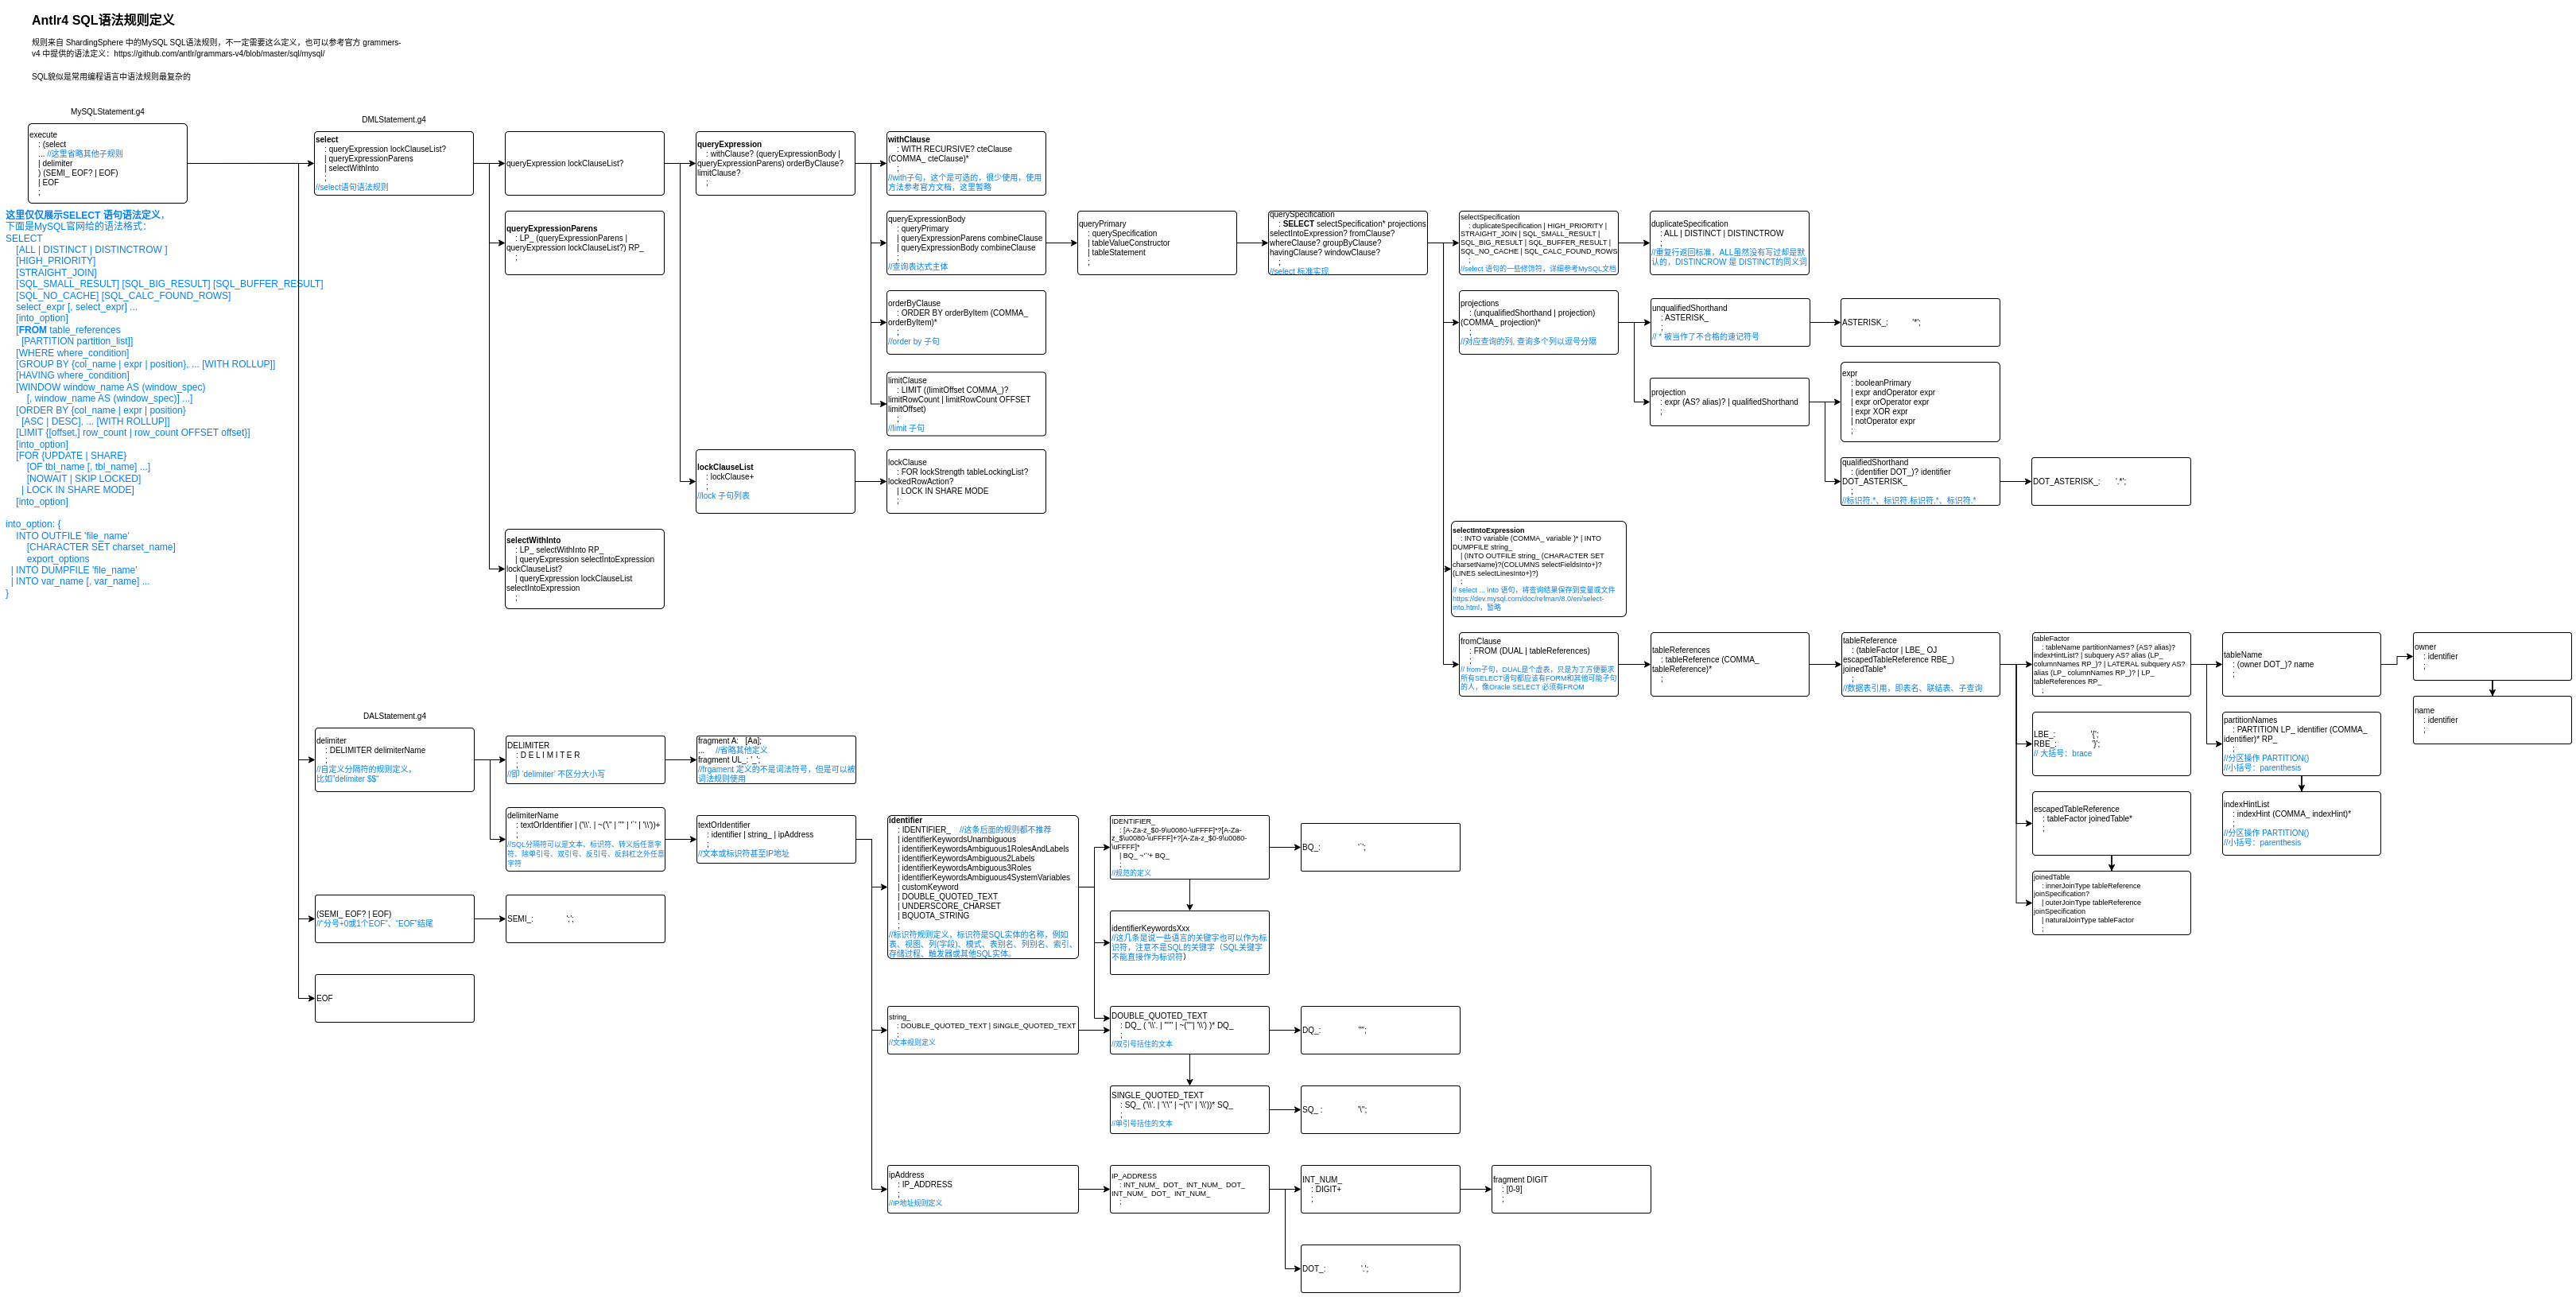 Antlr4 SQL语法规则定义
规则来自 ShardingSphere 中的MySQL SQL语法规则，不一定需要这么定义，也可以参考官方 grammers-
v4 中提供的语法定义：https://github.com/antlr/grammars-v4/blob/master/sql/mysql/
SQL貌似是常用编程语言中语法规则最复杂的
MySQLStatement.g4
execute
: (select
... //这里省略其他子规则
| delimiter
) (SEMI_ EOF? | EOF)
| EOF
;
这里仅仅展示SELECT 语句语法定义，
下面是MySQL官网给的语法格式：
SELECT
[ALL | DISTINCT | DISTINCTROW ]
[HIGH_PRIORITY]
[STRAIGHT_JOIN]
[SQL_SMALL_RESULT] [SQL_BIG_RESULT] [SQL_BUFFER_RESULT]
[SQL_NO_CACHE] [SQL_CALC_FOUND_ROWS]
select_expr [, select_expr] ...
[into_option]
[FROM table_references
[PARTITION partition_list]]
[WHERE where_condition]
[GROUP BY {col_name | expr | position}, ... [WITH ROLLUP]]
[HAVING where_condition]
[WINDOW window_name AS (window_spec)
[, window_name AS (window_spec)] ...]
[ORDER BY {col_name | expr | position}
[ASC | DESC], ... [WITH ROLLUP]]
[LIMIT {[offset,] row_count | row_count OFFSET offset}]
[into_option]
[FOR {UPDATE | SHARE}
[OF tbl_name [, tbl_name] ...]
[NOWAIT | SKIP LOCKED]
| LOCK IN SHARE MODE]
[into_option]
into_option: {
INTO OUTFILE 'file_name'
[CHARACTER SET charset_name]
export_options
| INTO DUMPFILE 'file_name'
| INTO var_name [, var_name] ...
}
DMLStatement.g4
select
: queryExpression lockClauseList?
| queryExpressionParens
| selectWithInto
;
//select语句语法规则
queryExpression lockClauseList?
queryExpressionParens
: LP_ (queryExpressionParens |
queryExpression lockClauseList?) RP_
;
selectWithInto
: LP_ selectWithInto RP_
| queryExpression selectIntoExpression
lockClauseList?
| queryExpression lockClauseList
selectIntoExpression
;
queryExpression
: withClause? (queryExpressionBody |
queryExpressionParens) orderByClause?
limitClause?
;
lockClauseList
: lockClause+
;
//lock 子句列表
withClause
: WITH RECURSIVE? cteClause
(COMMA_ cteClause)*
;
//with子句，这个是可选的，很少使用，使用
方法参考官方文档，这里暂略
queryExpressionBody
: queryPrimary
| queryExpressionParens combineClause
| queryExpressionBody combineClause
;
//查询表达式主体
orderByClause
: ORDER BY orderByItem (COMMA_
orderByItem)*
;
//order by 子句
limitClause
: LIMIT ((limitOffset COMMA_)?
limitRowCount | limitRowCount OFFSET
limitOffset)
;
//limit 子句
lockClause
: FOR lockStrength tableLockingList?
lockedRowAction?
| LOCK IN SHARE MODE
;
queryPrimary
: querySpecification
| tableValueConstructor
| tableStatement
;
querySpecification
: SELECT selectSpecification* projections
selectIntoExpression? fromClause?
whereClause? groupByClause?
havingClause? windowClause?
;
//select 标准实现
selectSpecification
: duplicateSpecification | HIGH_PRIORITY |
STRAIGHT_JOIN | SQL_SMALL_RESULT |
SQL_BIG_RESULT | SQL_BUFFER_RESULT |
SQL_NO_CACHE | SQL_CALC_FOUND_ROWS
;
//select 语句的一些修饰符，详细参考MySQL文档
duplicateSpecification
: ALL | DISTINCT | DISTINCTROW
;
//重复行返回标准，ALL虽然没有写过却是默
认的，DISTINCROW 是 DISTINCT的同义词
projections
: (unqualifiedShorthand | projection)
(COMMA_ projection)*
;
//对应查询的列, 查询多个列以逗号分隔
unqualifiedShorthand
: ASTERISK_
;
// * 被当作了不合格的速记符号
ASTERISK_: '*';
projection
: expr (AS? alias)? | qualifiedShorthand
;
expr
: booleanPrimary
| expr andOperator expr
| expr orOperator expr
| expr XOR expr
| notOperator expr
;
qualifiedShorthand
: (identifier DOT_)? identifier
DOT_ASTERISK_
;
//标识符.*、标识符.标识符.*、标识符.*
DOT_ASTERISK_: '.*';
selectIntoExpression
: INTO variable (COMMA_ variable )* | INTO
DUMPFILE string_
| (INTO OUTFILE string_ (CHARACTER SET
charsetName)?(COLUMNS selectFieldsInto+)?
(LINES selectLinesInto+)?)
;
// select ... into 语句，将查询结果保存到变量或文件
https://dev.mysql.com/doc/refman/8.0/en/select-
into.html，暂略
fromClause
: FROM (DUAL | tableReferences)
;
// from子句，DUAL是个虚表，只是为了方便要求
所有SELECT语句都应该有FORM和其他可能子句
的人，像Oracle SELECT 必须有FROM
tableReferences
: tableReference (COMMA_
tableReference)*
;
tableReference
: (tableFactor | LBE_ OJ
escapedTableReference RBE_)
joinedTable*
;
//数据表引用，即表名、联结表、子查询
tableFactor
: tableName partitionNames? (AS? alias)?
indexHintList? | subquery AS? alias (LP_
columnNames RP_)? | LATERAL subquery AS?
alias (LP_ columnNames RP_)? | LP_
tableReferences RP_
;
tableName
: (owner DOT_)? name
;
owner
: identifier
;
name
: identifier
;
LBE_: '{';
RBE_: '}';
// 大括号：brace
partitionNames
: PARTITION LP_ identifier (COMMA_
identifier)* RP_
;
//分区操作 PARTITION()
//小括号：parenthesis
escapedTableReference
: tableFactor joinedTable*
;
indexHintList
: indexHint (COMMA_ indexHint)*
;
//分区操作 PARTITION()
//小括号：parenthesis
joinedTable
: innerJoinType tableReference
joinSpecification?
| outerJoinType tableReference
joinSpecification
| naturalJoinType tableFactor
;
DALStatement.g4
delimiter
: DELIMITER delimiterName
;
//自定义分隔符的规则定义，
比如"delimiter $$"
DELIMITER
: D E L I M I T E R
;
//即 'delimiter' 不区分大小写
fragment A: [Aa];
... //省略其他定义
fragment UL_: '_';
//frgament 定义的不是词法符号，但是可以被
词法规则使用
delimiterName
: textOrIdentifier | ('\\'. | ~('\'' | '"' | '`' | '\\'))+
;
//SQL分隔符可以是文本、标识符、转义后任意字
符、除单引号、双引号、反引号、反斜杠之外任意
字符
textOrIdentifier
: identifier | string_ | ipAddress
;
//文本或标识符甚至IP地址
(SEMI_ EOF? | EOF)
//"分号+0或1个EOF"、"EOF"结尾
SEMI_: ';';
EOF
identifier
: IDENTIFIER_ //这条后面的规则都不推荐
| identifierKeywordsUnambiguous
| identifierKeywordsAmbiguous1RolesAndLabels
| identifierKeywordsAmbiguous2Labels
| identifierKeywordsAmbiguous3Roles
| identifierKeywordsAmbiguous4SystemVariables
| customKeyword
| DOUBLE_QUOTED_TEXT
| UNDERSCORE_CHARSET
| BQUOTA_STRING
;
//标识符规则定义，标识符是SQL实体的名称，例如
表、视图、列(字段)、模式、表别名、列别名、索引、
存储过程、触发器或其他SQL实体。
IDENTIFIER_
: [A-Za-z_$0-9\u0080-\uFFFF]*?[A-Za-
z_$\u0080-\uFFFF]+?[A-Za-z_$0-9\u0080-
\uFFFF]*
| BQ_ ~'`'+ BQ_
;
//规范的定义
BQ_: '`';
identifierKeywordsXxx
//这几条是说一些语言的关键字也可以作为标
识符，注意不是SQL的关键字（SQL关键字
不能直接作为标识符）
string_
: DOUBLE_QUOTED_TEXT | SINGLE_QUOTED_TEXT
;
//文本规则定义
DOUBLE_QUOTED_TEXT
: DQ_ ( '\\'. | '""' | ~('"'| '\\') )* DQ_
;
//双引号括住的文本
DQ_: '"';
SINGLE_QUOTED_TEXT
: SQ_ ('\\'. | '\'\'' | ~('\'' | '\\'))* SQ_
;
//单引号括住的文本
SQ_ : '\'';
ipAddress
: IP_ADDRESS
;
//IP地址规则定义
IP_ADDRESS
: INT_NUM_ DOT_ INT_NUM_ DOT_
INT_NUM_ DOT_ INT_NUM_
;
INT_NUM_
: DIGIT+
;
fragment DIGIT
: [0-9]
;
DOT_: '.';